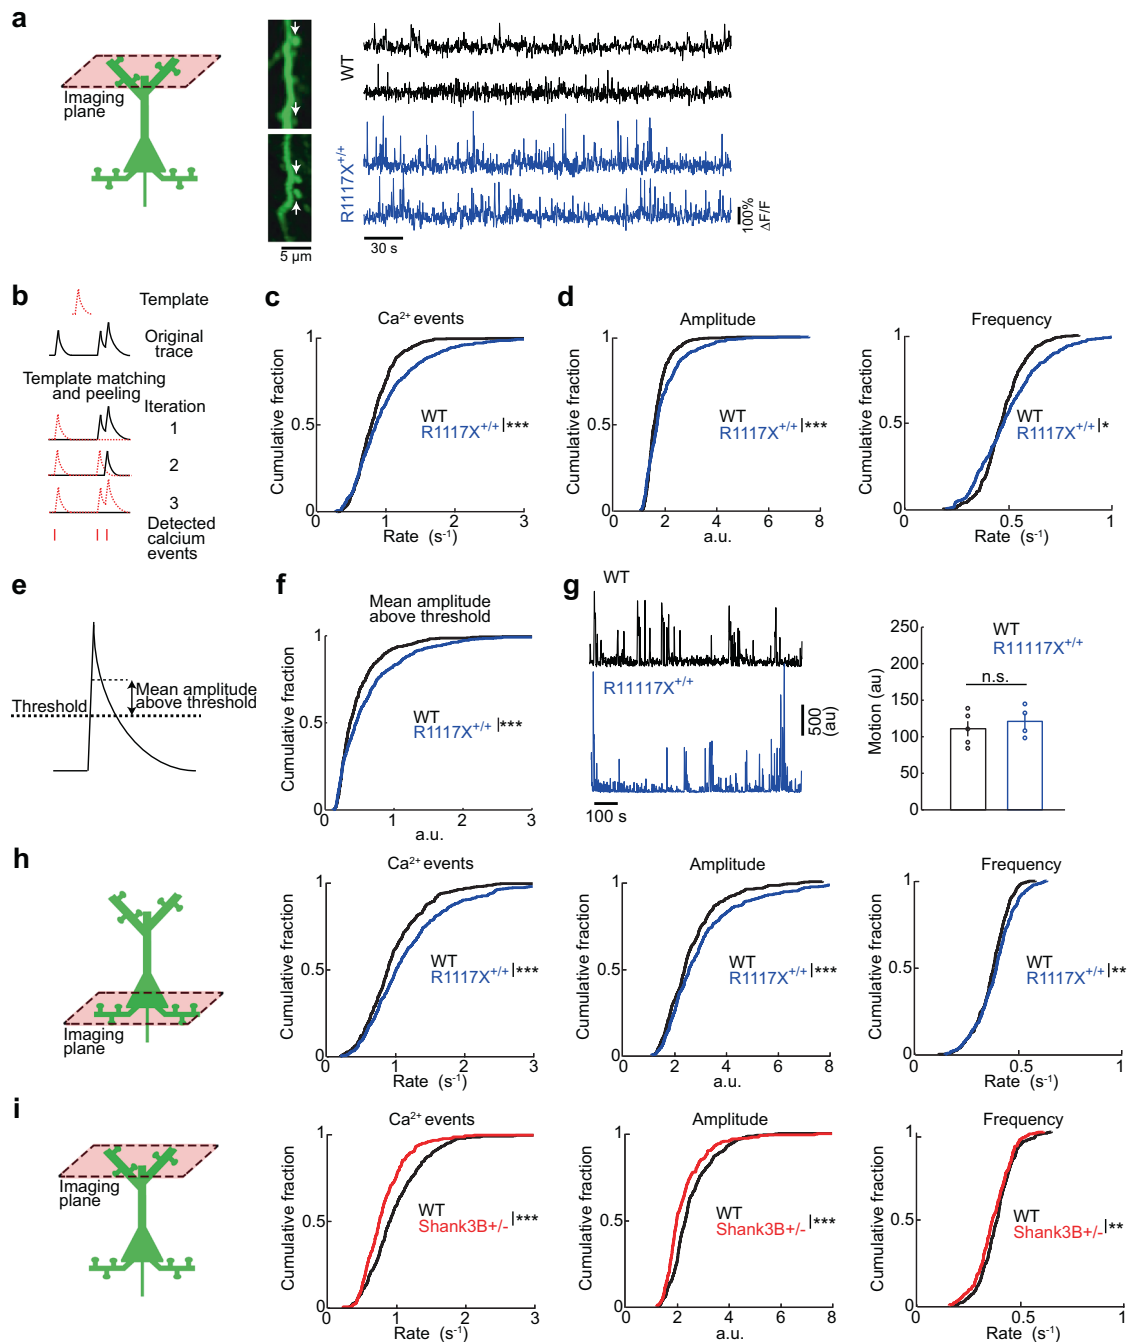 a
Imaging
plane
5 µm
WT
R1117X+/+
30 s
100%
ΔF/F
b
Template
Original
trace
Template matching
and peeling
Iteration
1
2
3
Detected
calcium
events
c
Ca2+ events
Cumulative fraction
1
0.5
0
0
1
2
3
Rate (s-1)
WT
R1117X+/+
***
d
Amplitude
Cumulative fraction
1
0.5
0
0
2
4
6
8
a.u.
WT
R1117X+/+
***
Frequency
Cumulative fraction
1
0.5
0
0
0.5
1
Rate (s-1)
WT
R1117X+/+
*
e
Threshold
Mean amplitude
above threshold
f
Mean amplitude
above threshold
Cumulative fraction
1
0.5
0
0
1
2
3
a.u.
WT
R1117X+/+
***
g
WT
R11117X+/+
500
(au)
100 s
Motion (au)
250
200
150
100
50
0
WT
R11117X+/+
n.s.
h
Imaging
plane
Ca2+ events
Cumulative fraction
1
0.5
0
0
1
2
3
Rate (s-1)
WT
R1117X+/+
***
Amplitude
Cumulative fraction
1
0.5
0
0
2
4
6
8
a.u.
WT
R1117X+/+
***
Frequency
Cumulative fraction
1
0.5
0
0
0.5
1
Rate (s-1)
WT
R1117X+/+
**
i
Imaging
plane
Ca2+ events
Cumulative fraction
1
0.5
0
0
1
2
3
Rate (s-1)
WT
Shank3B+/-
***
Amplitude
Cumulative fraction
1
0.5
0
0
2
4
6
8
a.u.
WT
Shank3B+/-
***
Frequency
Cumulative fraction
1
0.5
0
0
0.5
1
Rate (s-1)
WT
Shank3B+/-
**